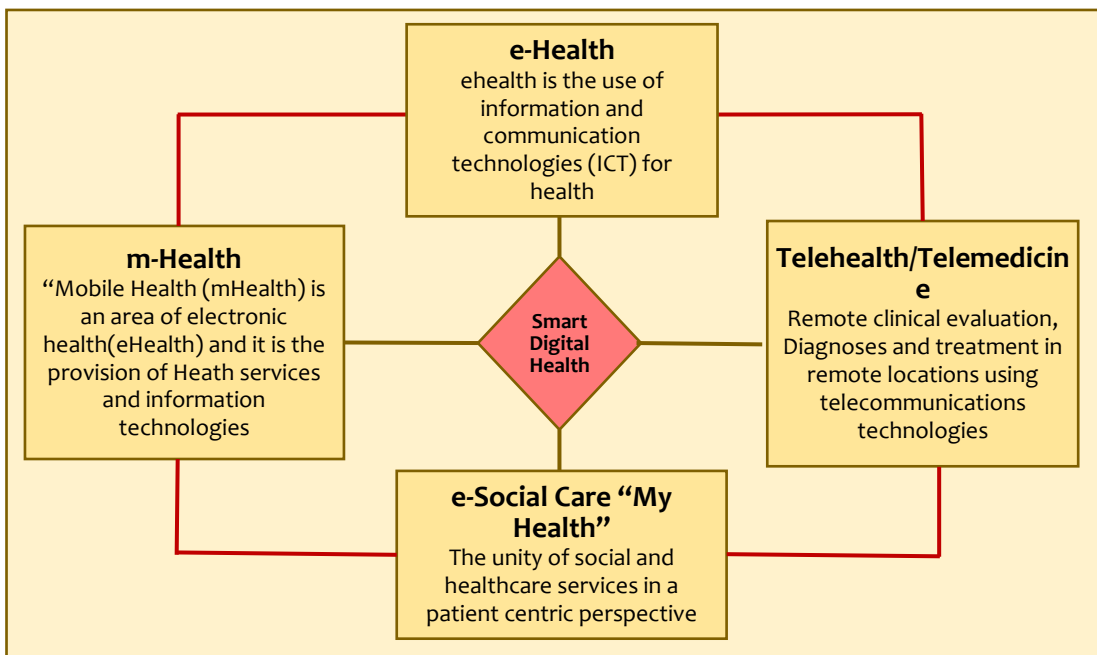 e-Health
ehealth is the use of
information and
communication
technologies (ICT) for
health
m-Health
“Mobile Health (mHealth) is
an area of electronic
health(eHealth) and it is the
provision of Heath services
and information
technologies
Smart
Digital
Health
Telehealth/Telemedicin
e
Remote clinical evaluation,
Diagnoses and treatment in
remote locations using
telecommunications
technologies
e-Social Care “My
Health”
The unity of social and
healthcare services in a
patient centric perspective